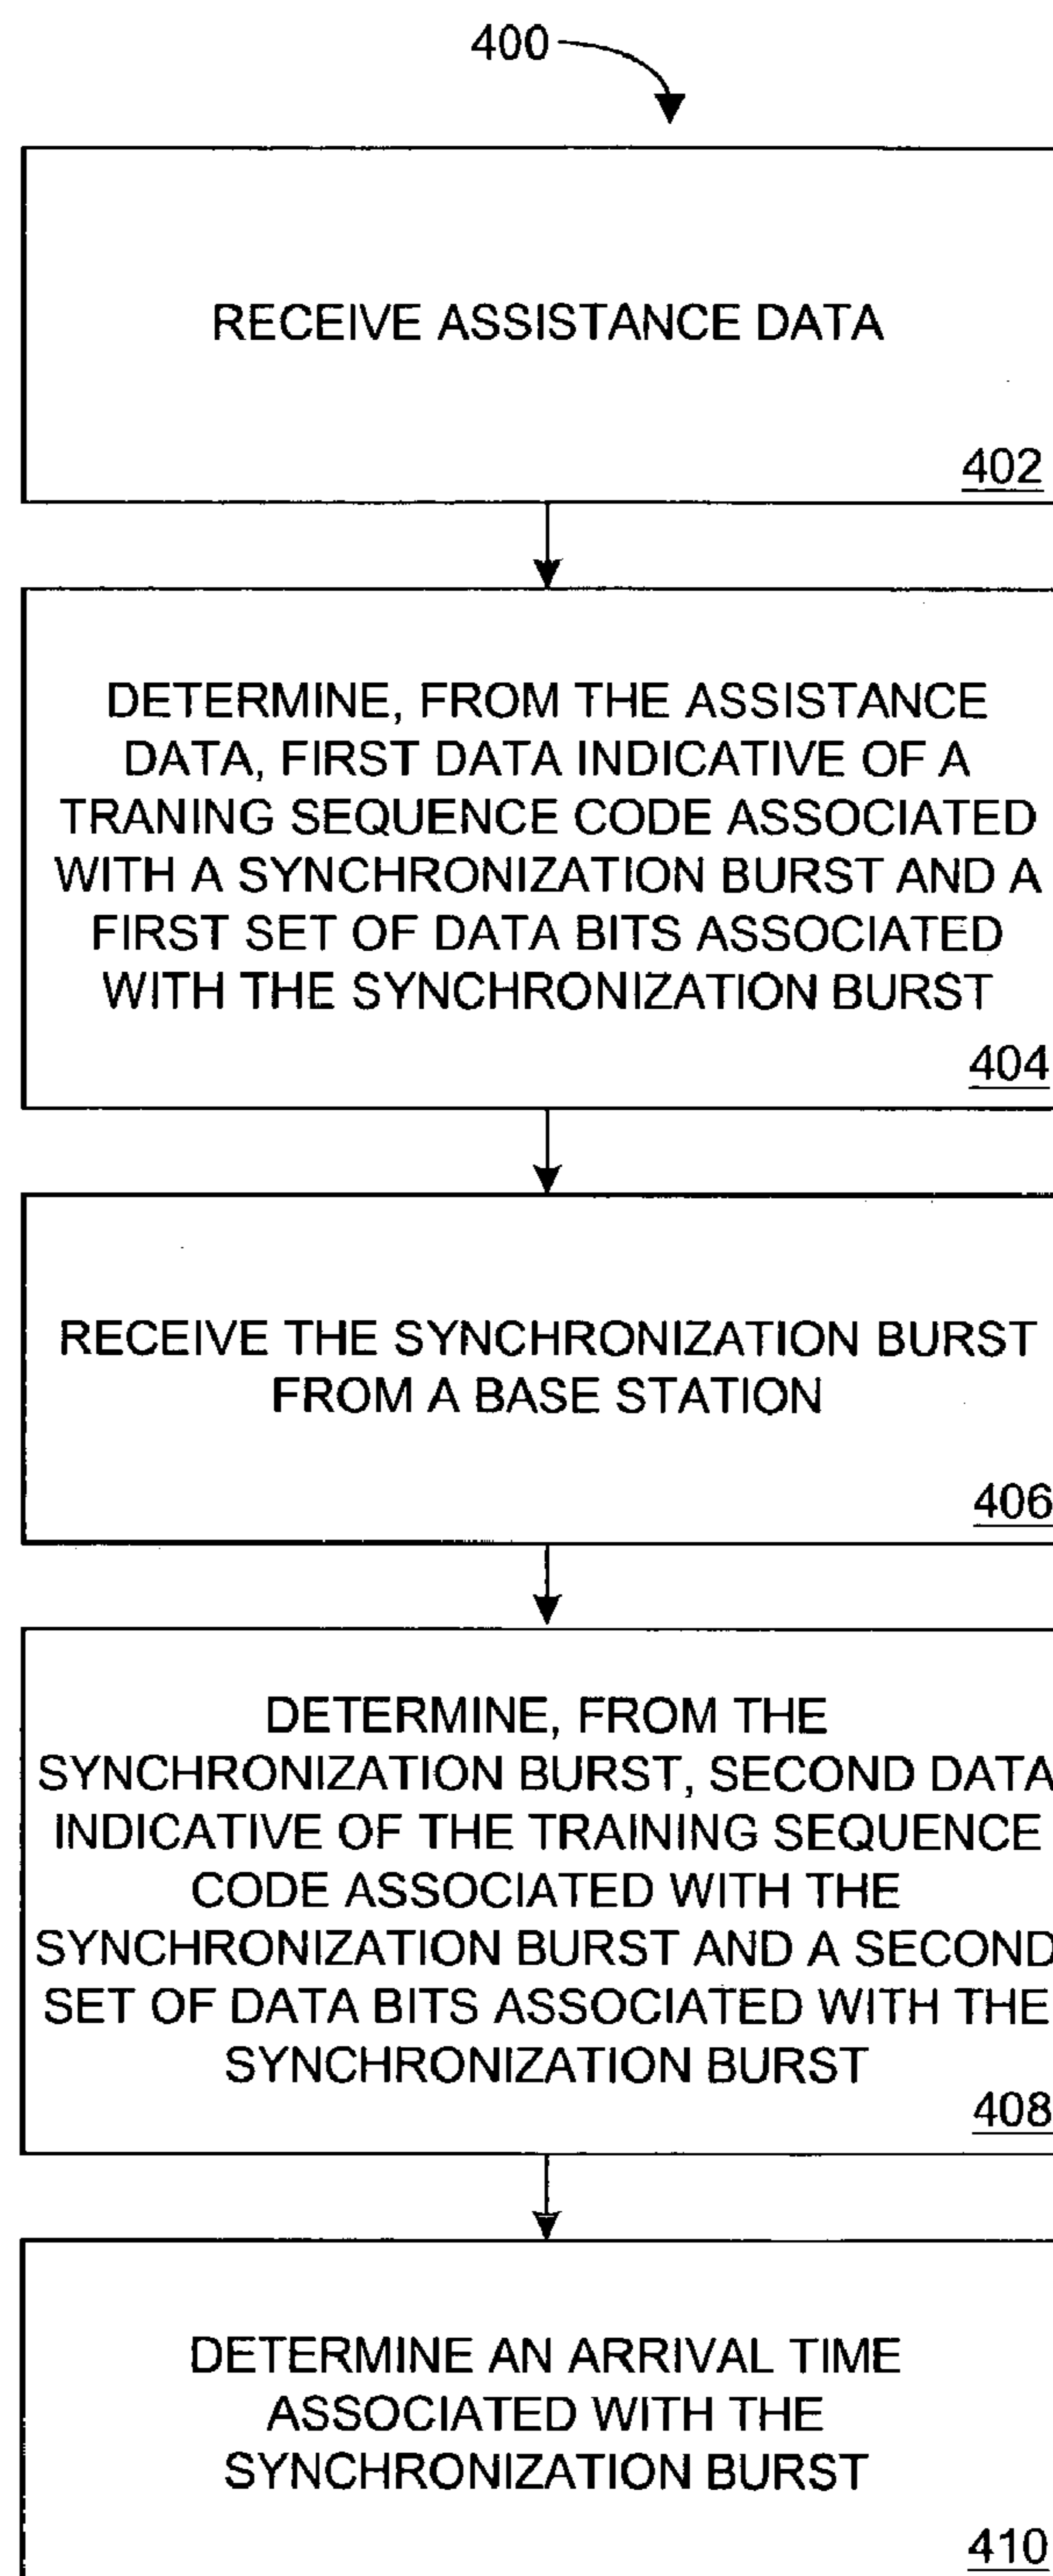 400
RECEIVE ASSISTANCE DATA
402
DETERMINE, FROM THE ASSISTANCE
DATA, FIRST DATA INDICATIVE OF A
TRANING SEQUENCE CODE ASSOCIATED
WITH A SYNCHRONIZATION BURST AND A
FIRST SET OF DATA BITS ASSOCIATED
WITH THE SYNCHRONIZATION BURST
404
RECEIVE THE SYNCHRONIZATION BURST
FROM A BASE STATION
406
DETERMINE, FROM THE
SYNCHRONIZATION BURST, SECOND DATA
INDICATIVE OF THE TRAINING SEQUENCE
CODE ASSOCIATED WITH THE
SYNCHRONIZATION BURST AND A SECOND
SET OF DATA BITS ASSOCIATED WITH THE
SYNCHRONIZATION BURST
408
DETERMINE AN ARRIVAL TIME
ASSOCIATED WITH THE
SYNCHRONIZATION BURST
410